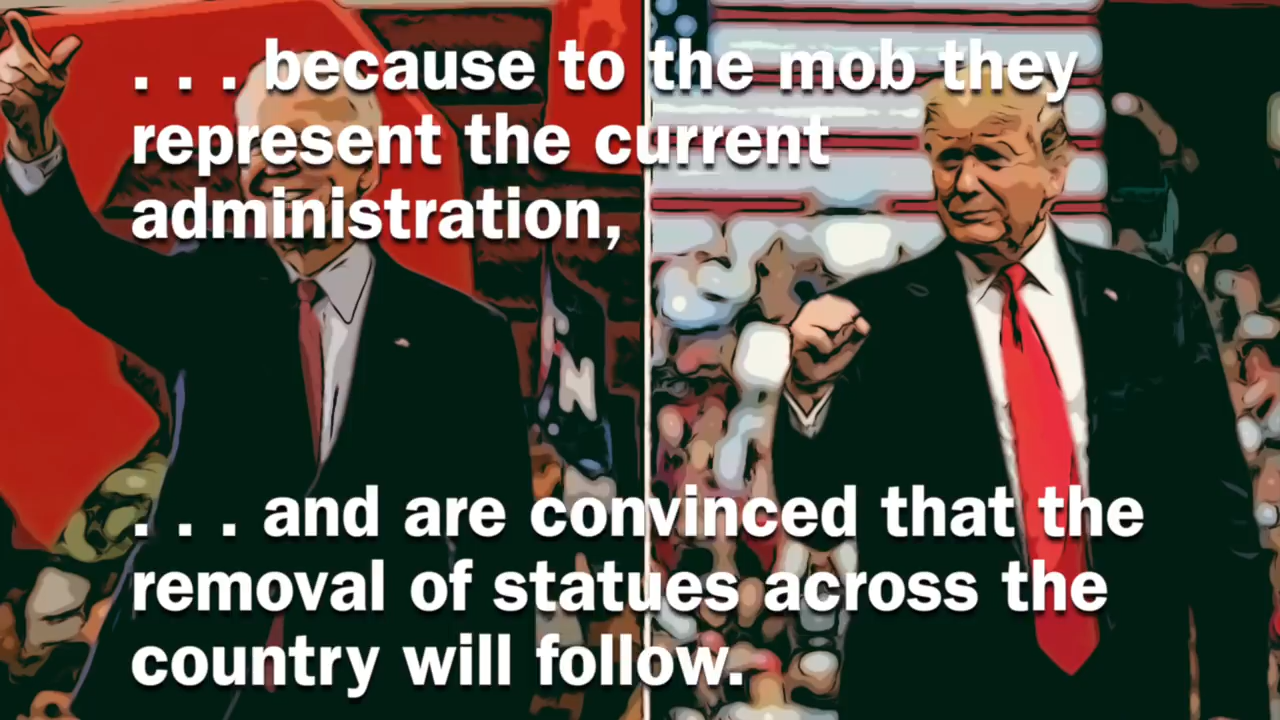 . . . because to the mob they
represent the current
administration,
. . . and are convinced that the
removal of statues across the
country will follow.